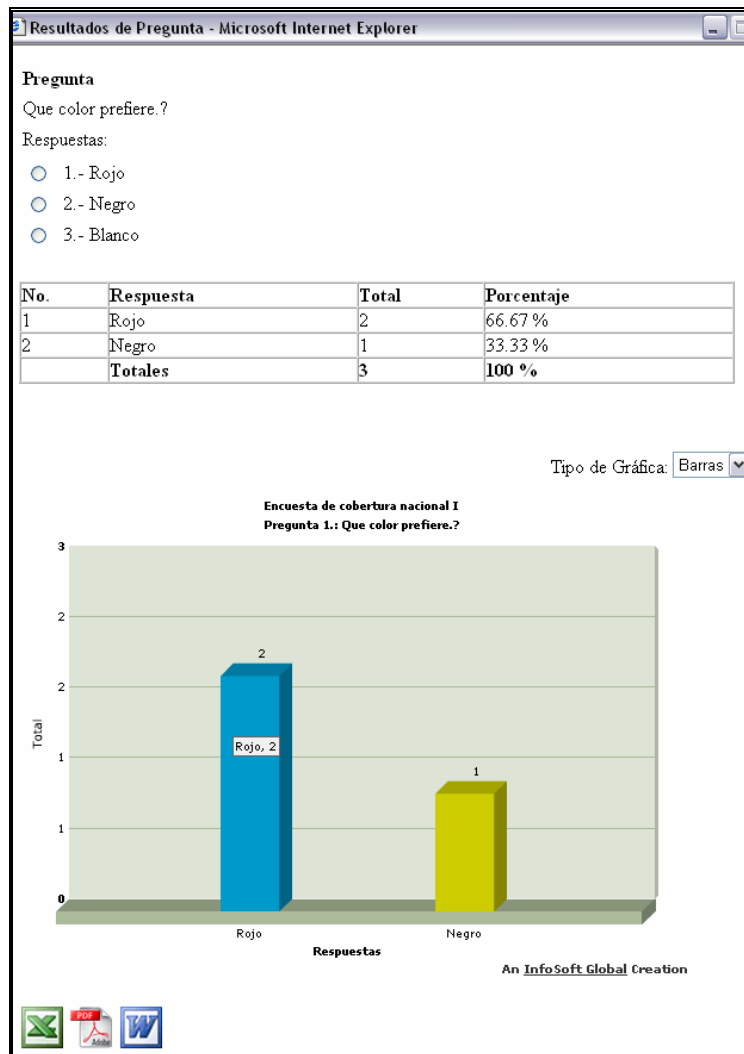 Resultados de Pregunta - Microsoft Internet Explorer
Pregunta
Que color prefiere.?
Respuestas:
1.- Rojo
2.- Negro
3.- Blanco
No. Respuesta Total Porcentaje
1 Rojo 2 66.67 %
2 Negro 1 33.33 %
Totales 3 100 %
Tipo de Gráfica: Barras
Encuesta de cobertura nacional I
Pregunta 1.: Que color prefiere.?
3
2
2
2
Total
Rojo, 2
1
1
1
0
Rojo Negro
Respuestas
An InfoSoft Global Creation
PDF
Adobe